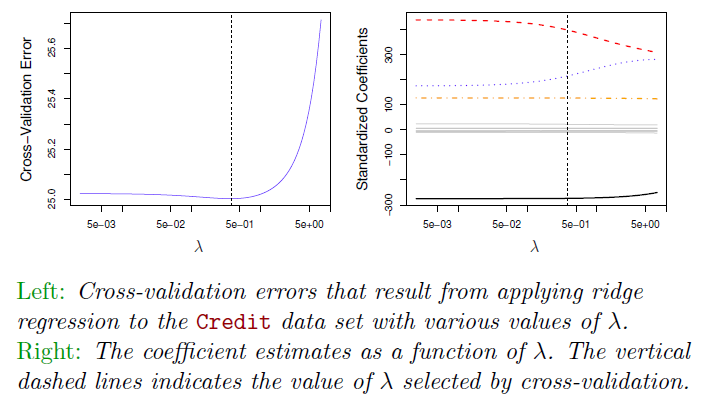 Cross−Validation Error
25.0 25.2 25.4 25.6
5e−03 5e−02 5e−01 5e+00
λ
Standardized Coefficients
−300 −100 0 100 300
5e−03 5e−02 5e−01 5e+00
λ
Left: Cross-validation errors that result from applying ridge
regression to the Credit data set with various values of λ.
Right: The coefficient estimates as a function of λ. The vertical
dashed lines indicates the value of λ selected by cross-validation.